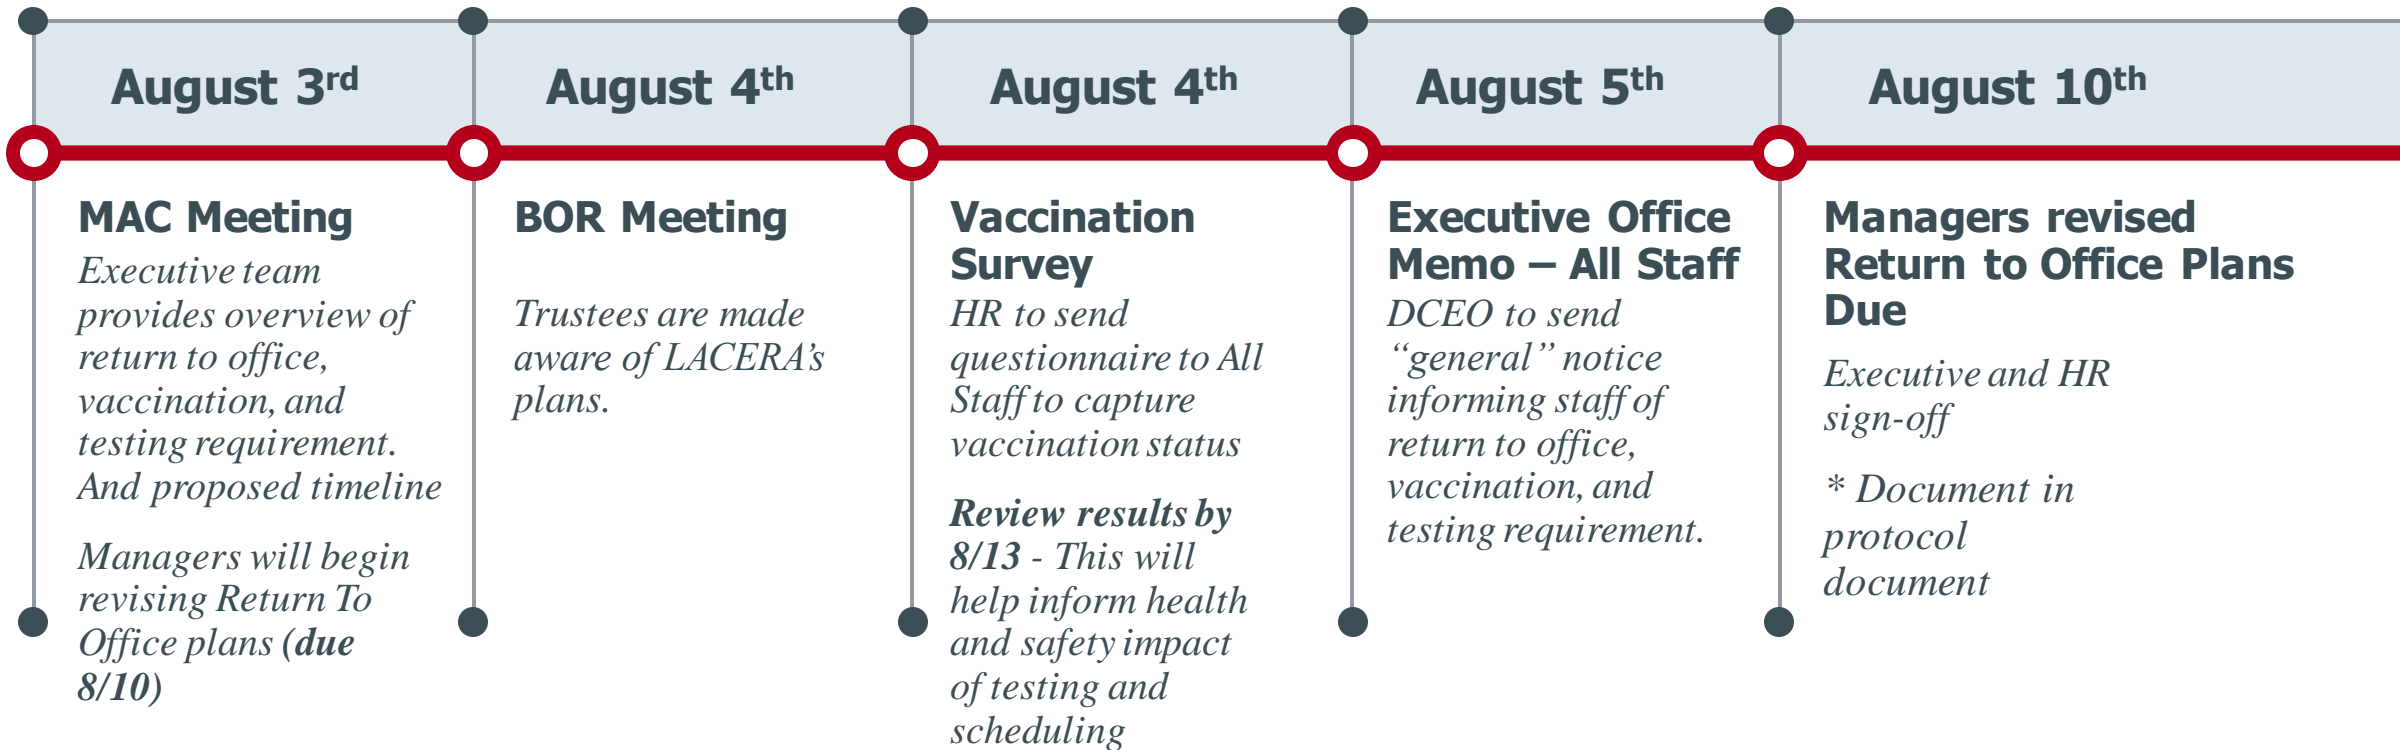 August 3rd
August 4th
August 4th
August 5th
August 10th
MAC Meeting
Executive team
provides overview of
return to office,
vaccination, and
testing requirement.
And proposed timeline
Managers will begin
revising Return To
Office plans (due
8/10)
BOR Meeting
Trustees are made
aware of LACERA’s
plans.
Vaccination
Survey
HR to send
questionnaire to All
Staff to capture
vaccination status
Review results by
8/13 - This will
help inform health
and safety impact
of testing and
scheduling
Executive Office
Memo – All Staff
DCEO to send
“general” notice
informing staff of
return to office,
vaccination, and
testing requirement.
Managers revised
Return to Office Plans
Due
Executive and HR
sign-off
* Document in
protocol
document